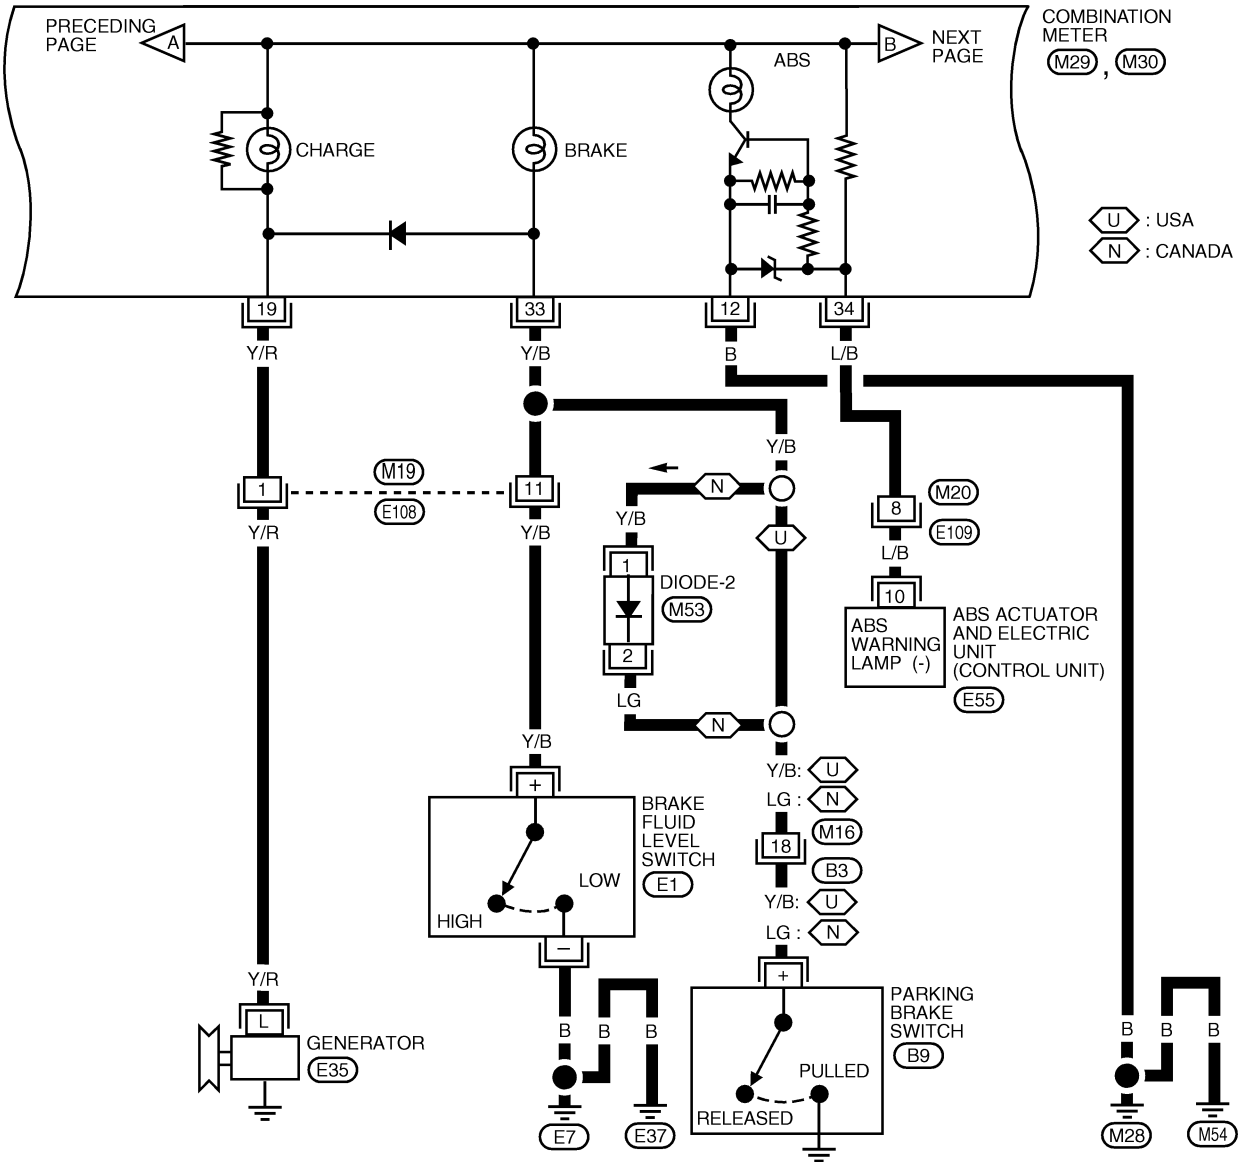 PRECEDING
PAGE
A
B
NEXT
PAGE
COMBINATION
METER
M29 , M30
ABS
CHARGE
BRAKE
U : USA
N : CANADA
19
33
12
34
Y/R
Y/B
B
L/B
Y/B
M19
1
11
E108
N
M20
8
E109
Y/R
Y/B
Y/B
U
L/B
1
DIODE-2
M53
2
10
ABS
WARNING
LAMP (-)
ABS ACTUATOR
AND ELECTRIC
UNIT
(CONTROL UNIT)
E55
LG
N
Y/B
Y/B: U
LG : N
+
BRAKE
FLUID
LEVEL
SWITCH
E1
M16
18
B3
LOW
HIGH
Y/B: U
LG : N
–
+
Y/R
L
GENERATOR
E35
PARKING
BRAKE
SWITCH
B9
PULLED
RELEASED
B
B
B
B
B
B
E7
E37
M28
M54